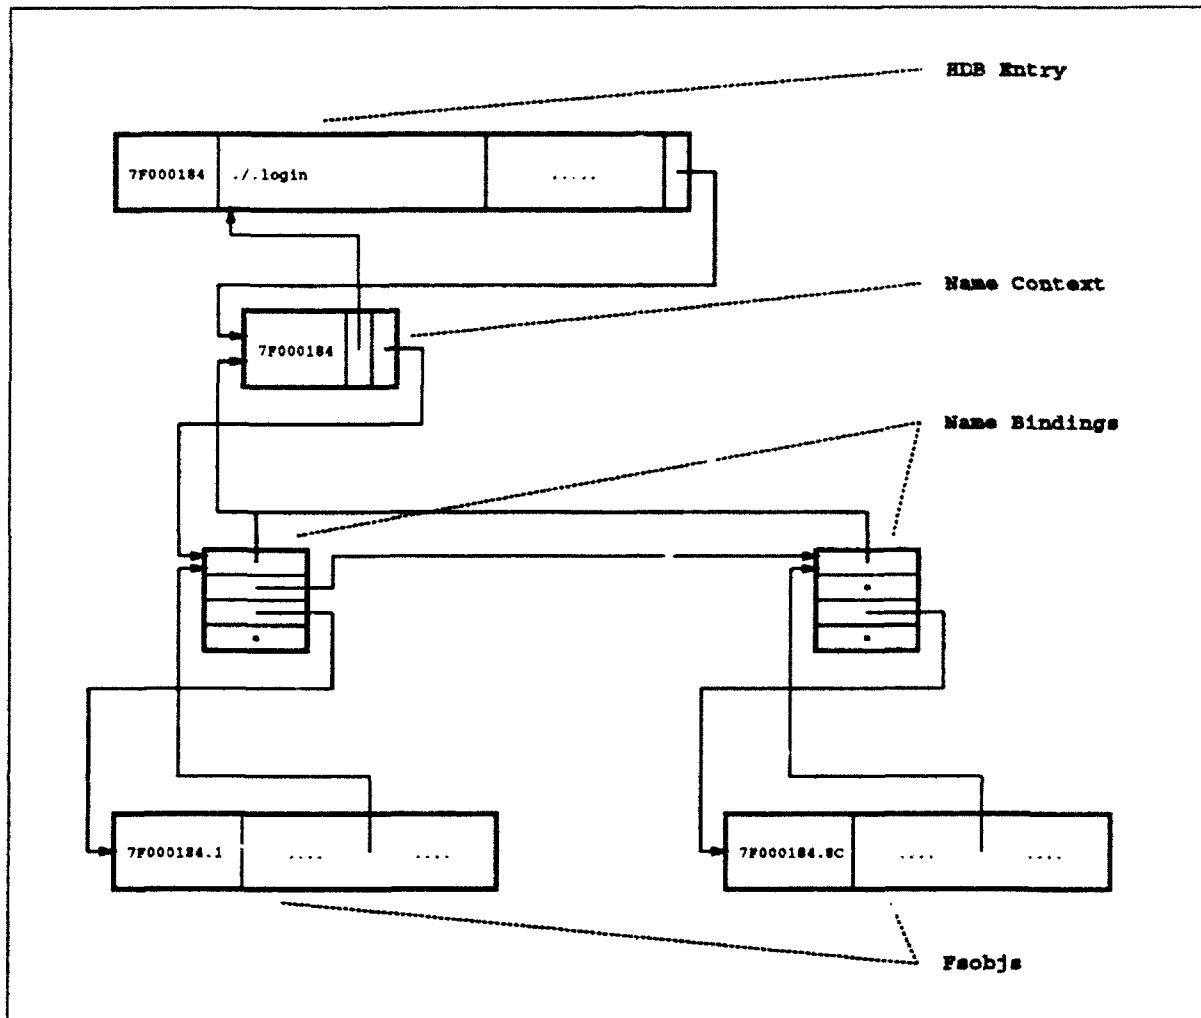 HDB Entry
7F000184 ./.login .....
Name Context
7F000184
Name Bindings
7F000184.1 .... ....
7F000184.8C .... ....
Fsobjs